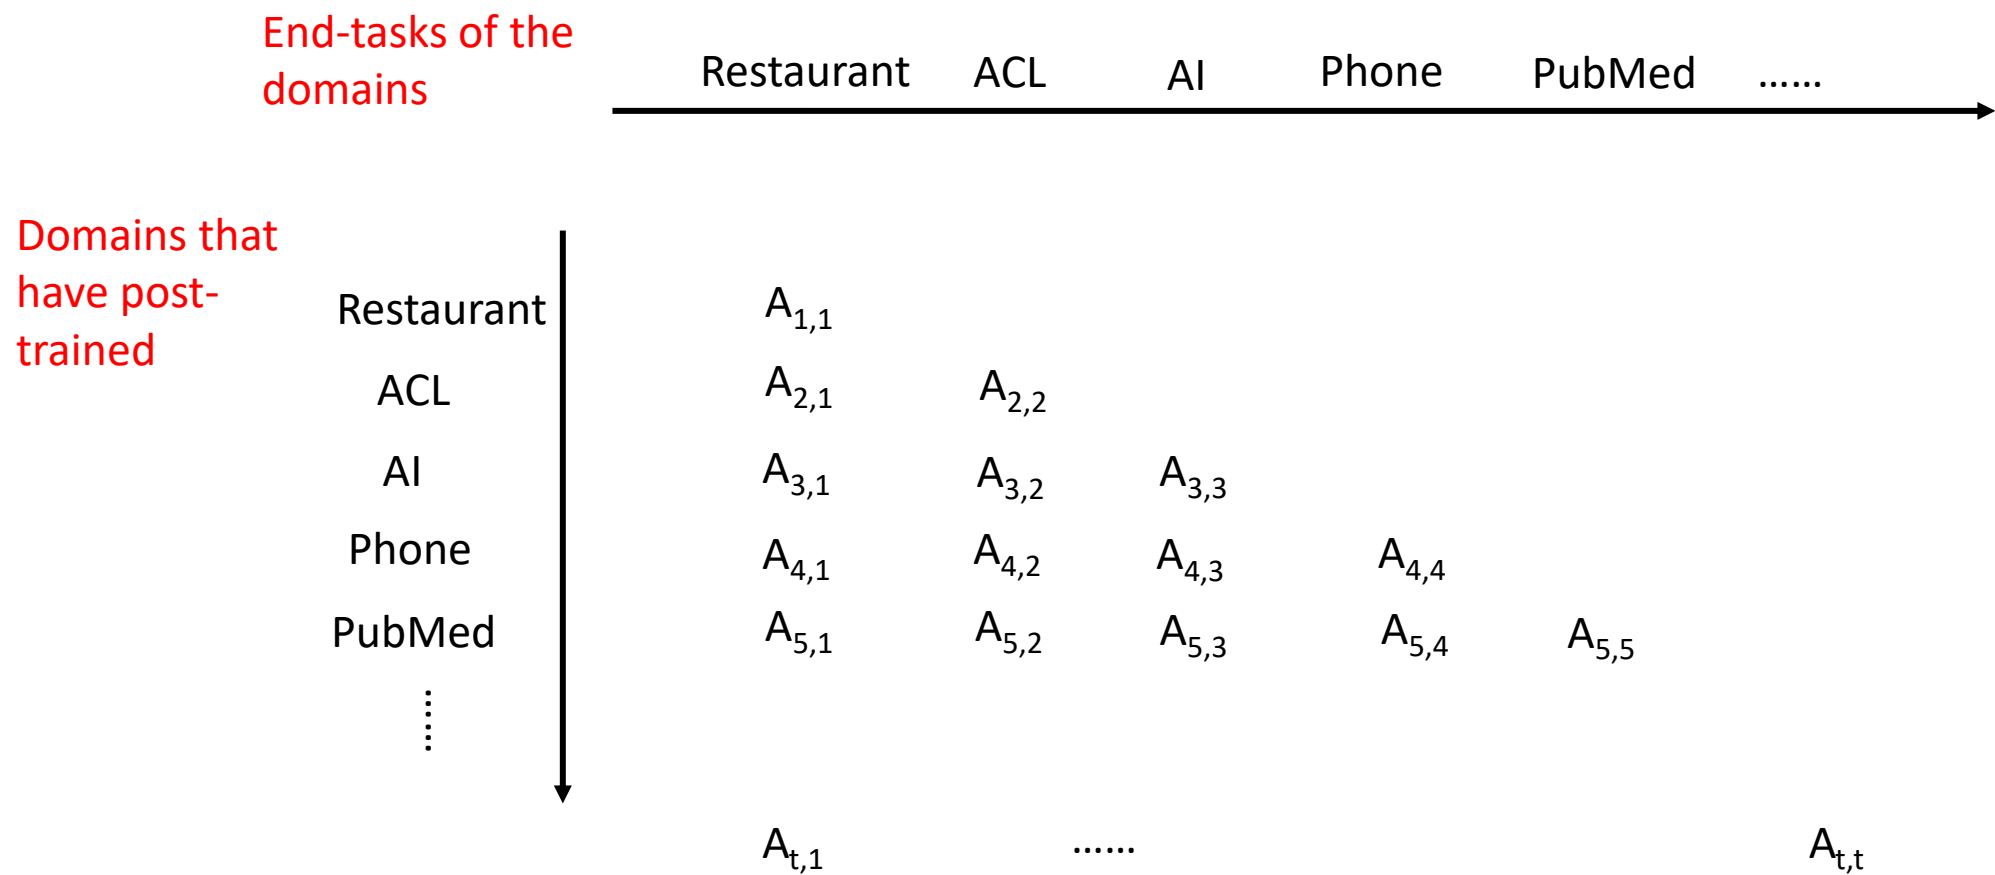 End-tasks of the
domains
Restaurant ACL AI Phone PubMed ......
Domains that
have post-
trained
Restaurant A1,1
ACL A2,1 A2,2
AI A3,1 A3,2 A3,3
Phone A4,1 A4,2 A4,3 A4,4
PubMed A5,1 A5,2 A5,3 A5,4 A5,5
......
At,1 ...... At,t